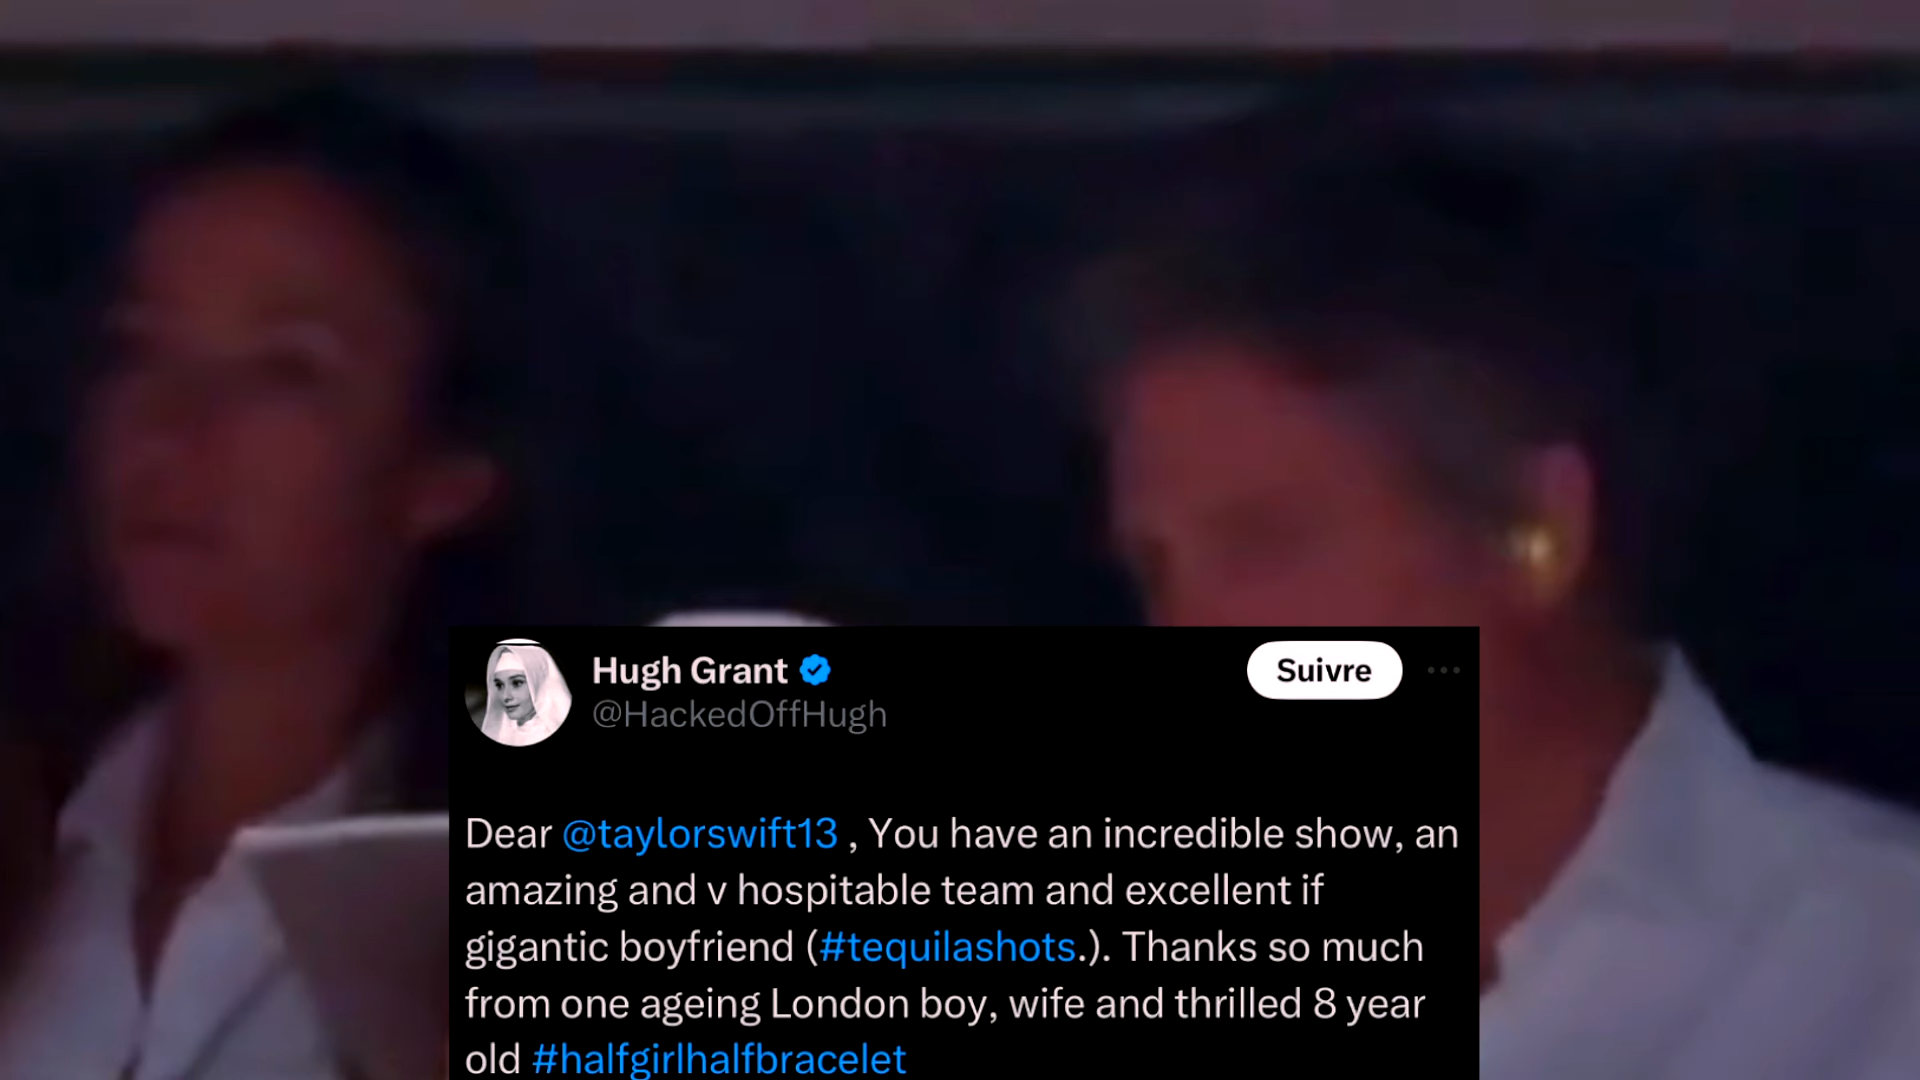 Hugh Grant
@HackedOffHugh
Suivre
Dear @taylorswift13 , You have an incredible show, an
amazing and v hospitable team and excellent if
gigantic boyfriend (#tequilashots.). Thanks so much
from one ageing London boy, wife and thrilled 8 year
old #halfgirlhalfbracelet